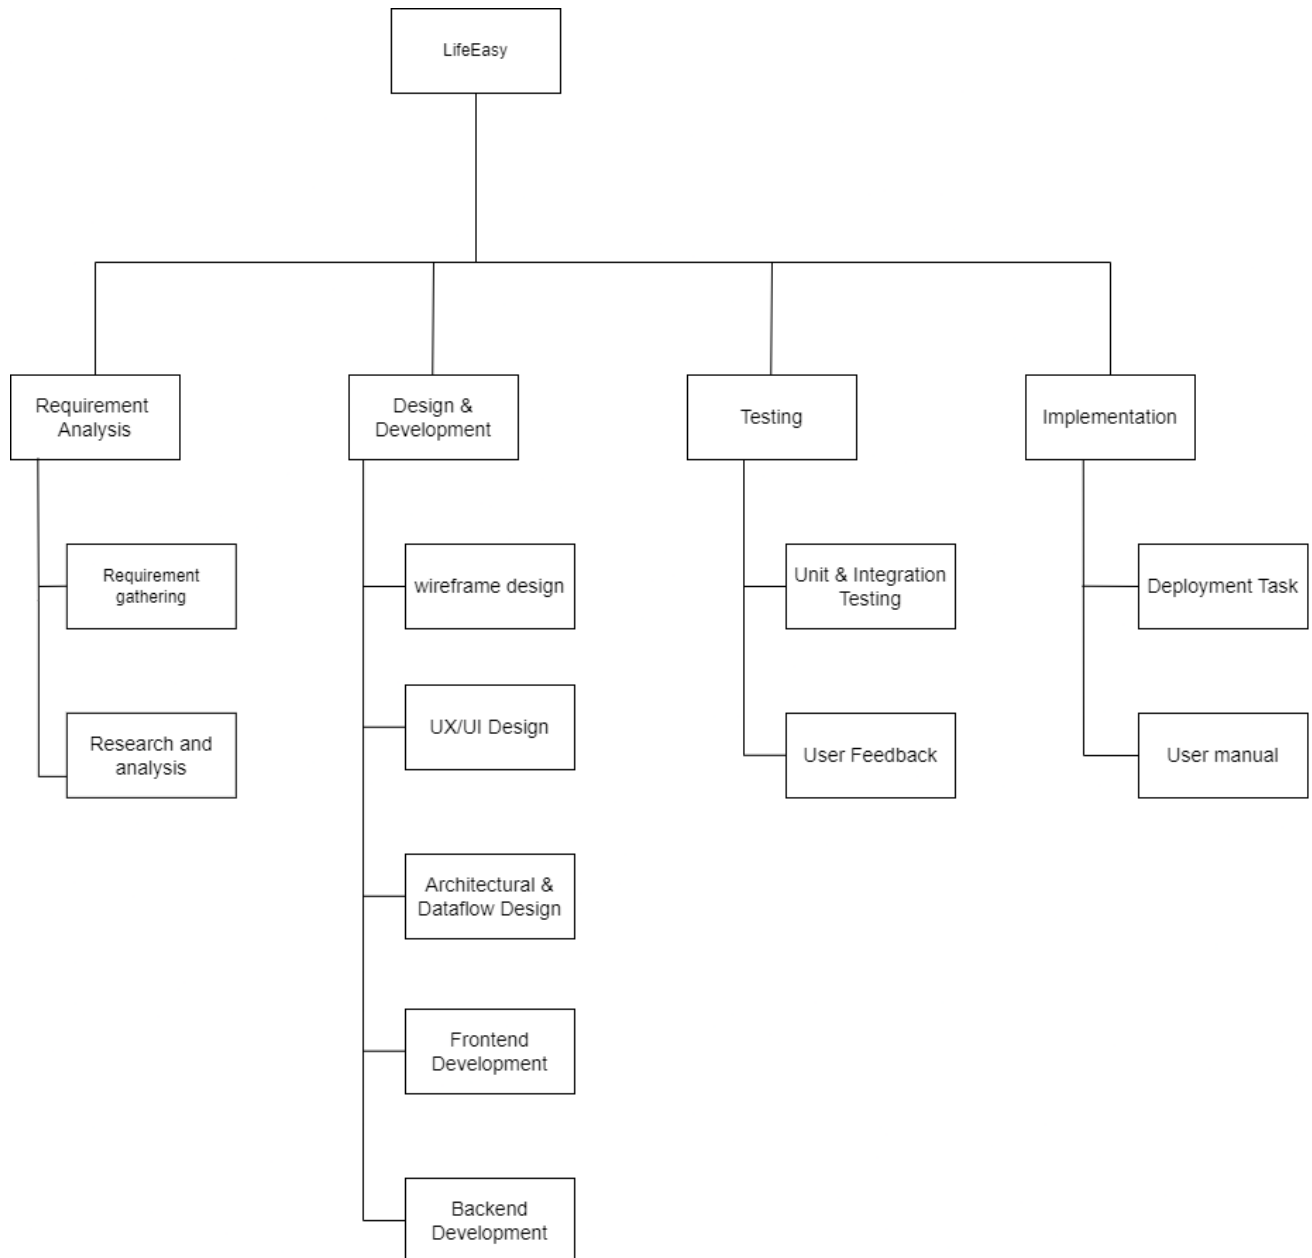 LifeEasy
Requirement
Analysis
Design &
Development
Testing
Implementation
Requirement
gathering
Research and
analysis
wireframe design
UX/UI Design
Architectural &
Dataflow Design
Frontend
Development
Backend
Development
Unit & Integration
Testing
User Feedback
Deployment Task
User manual